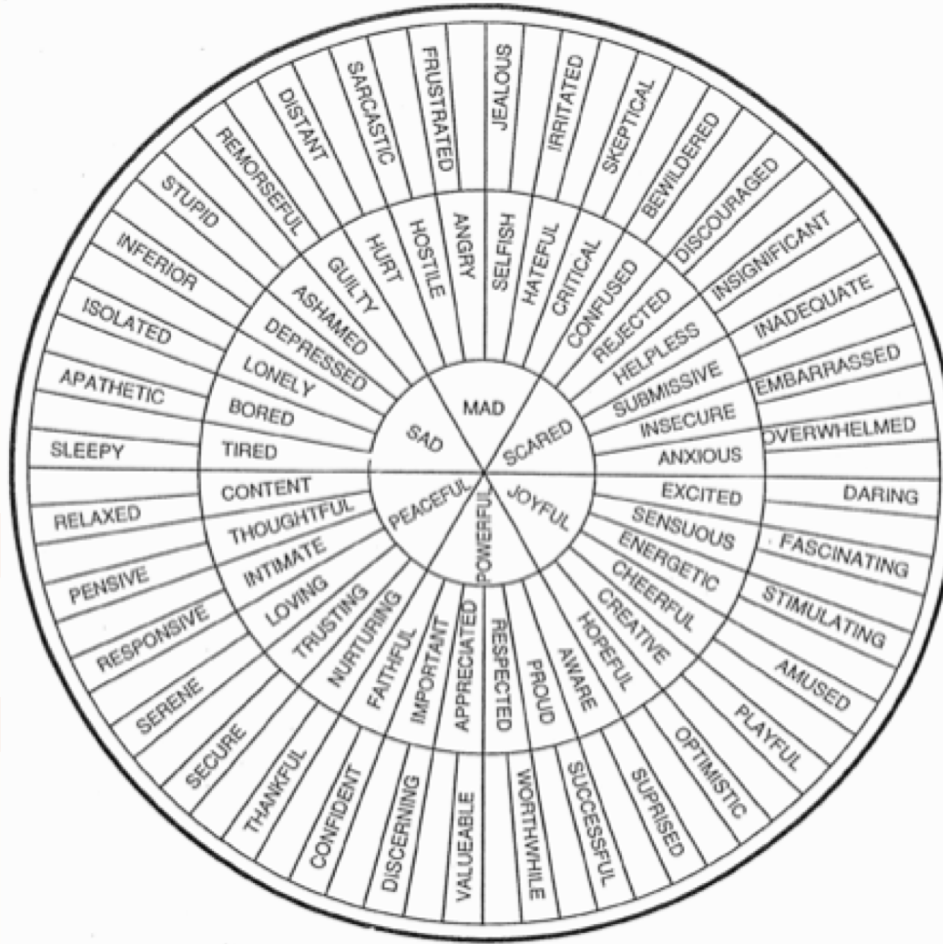 MAD
SCARED
JOYFUL
POWERFUL
PEACEFUL
SAD
HURT
HOSTILE
ANGRY
SELFISH
HATEFUL
CRITICAL
CONFUSED
REJECTED
HELPLESS
SUBMISSIVE
INSECURE
ANXIOUS
EXCITED
SENSUOUS
ENERGETIC
CHEERFUL
CREATIVE
HOPEFUL
AWARE
PROUD
RESPECTED
APPRECIATED
IMPORTANT
FAITHFUL
NURTURING
TRUSTING
LOVING
INTIMATE
THOUGHTFUL
CONTENT
TIRED
BORED
LONELY
DEPRESSED
ASHAMED
GUILTY
DISTANT
SARCASTIC
FRUSTRATED
JEALOUS
IRRITATED
SKEPTICAL
BEWILDERED
DISCOURAGED
INSIGNIFICANT
INADEQUATE
EMBARRASSED
OVERWHELMED
DARING
FASCINATING
STIMULATING
AMUSED
PLAYFUL
OPTIMISTIC
SUPRISED
SUCCESSFUL
WORTHWHILE
VALUEABLE
DISCERNING
CONFIDENT
THANKFUL
SECURE
SERENE
RESPONSIVE
PENSIVE
RELAXED
SLEEPY
APATHETIC
ISOLATED
INFERIOR
STUPID
REMORSEFUL